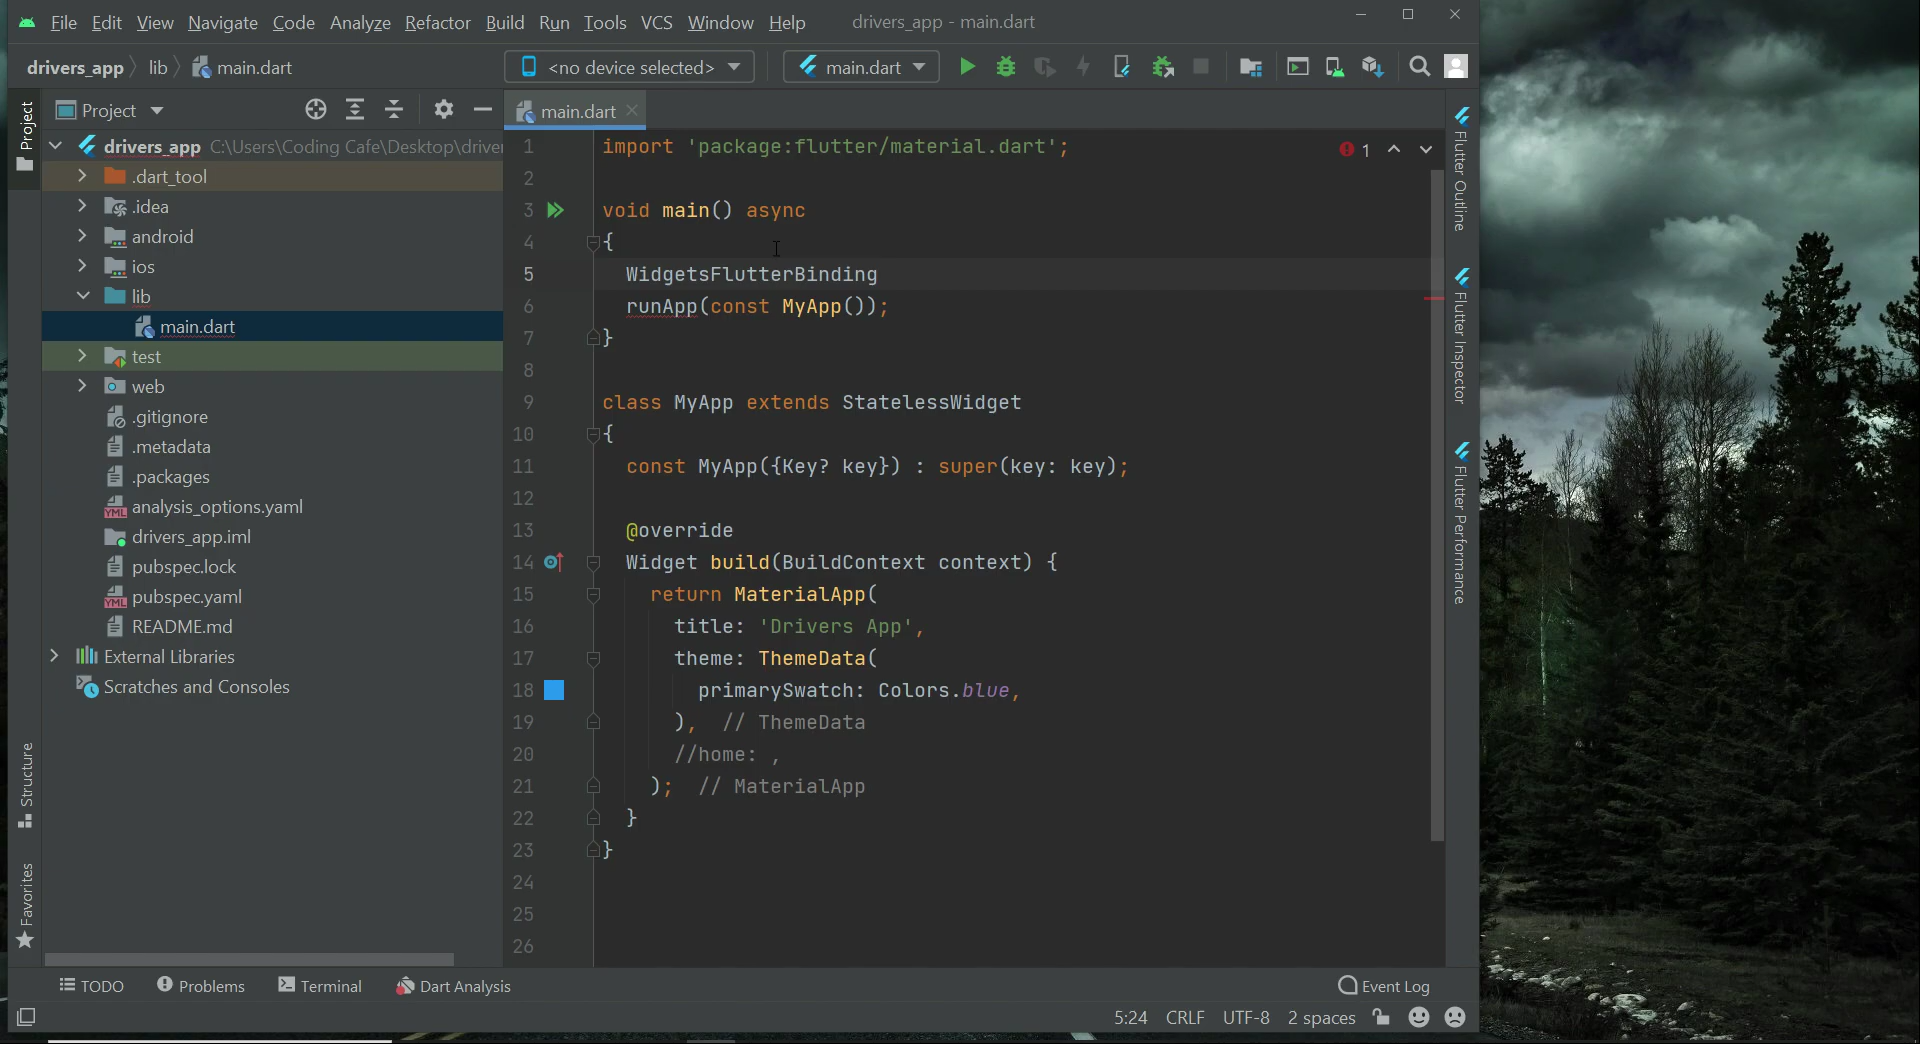 File Edit View Navigate Code Analyze Refactor Build Run Tools VCS Window Help drivers_app - main.dart
drivers_app lib main.dart <no device selected> main.dart
Project
Project
main.dart
drivers_app C:\Users\Coding Cafe\Desktop\driver
.dart_tool
.idea
android
ios
lib
main.dart
test
web
.gitignore
.metadata
.packages
analysis_options.yaml
drivers_app.iml
pubspec.lock
pubspec.yaml
README.md
External Libraries
Scratches and Consoles
Structure
Favorites
1 import 'package:flutter/material.dart';
2
3 void main() async
4 {
5 WidgetsFlutterBinding
6 runApp(const MyApp());
7 }
8
9 class MyApp extends StatelessWidget
10 {
11 const MyApp({Key? key}) : super(key: key);
12
13 @override
14 Widget build(BuildContext context) {
15 return MaterialApp(
16 title: 'Drivers App',
17 theme: ThemeData(
18 primarySwatch: Colors.blue,
19 ), // ThemeData
20 //home: ,
21 ); // MaterialApp
22 }
23 }
24
25
26
1
Flutter Outline
Flutter Inspector
Flutter Performance
TODO Problems Terminal Dart Analysis Event Log
5:24 CRLF UTF-8 2 spaces